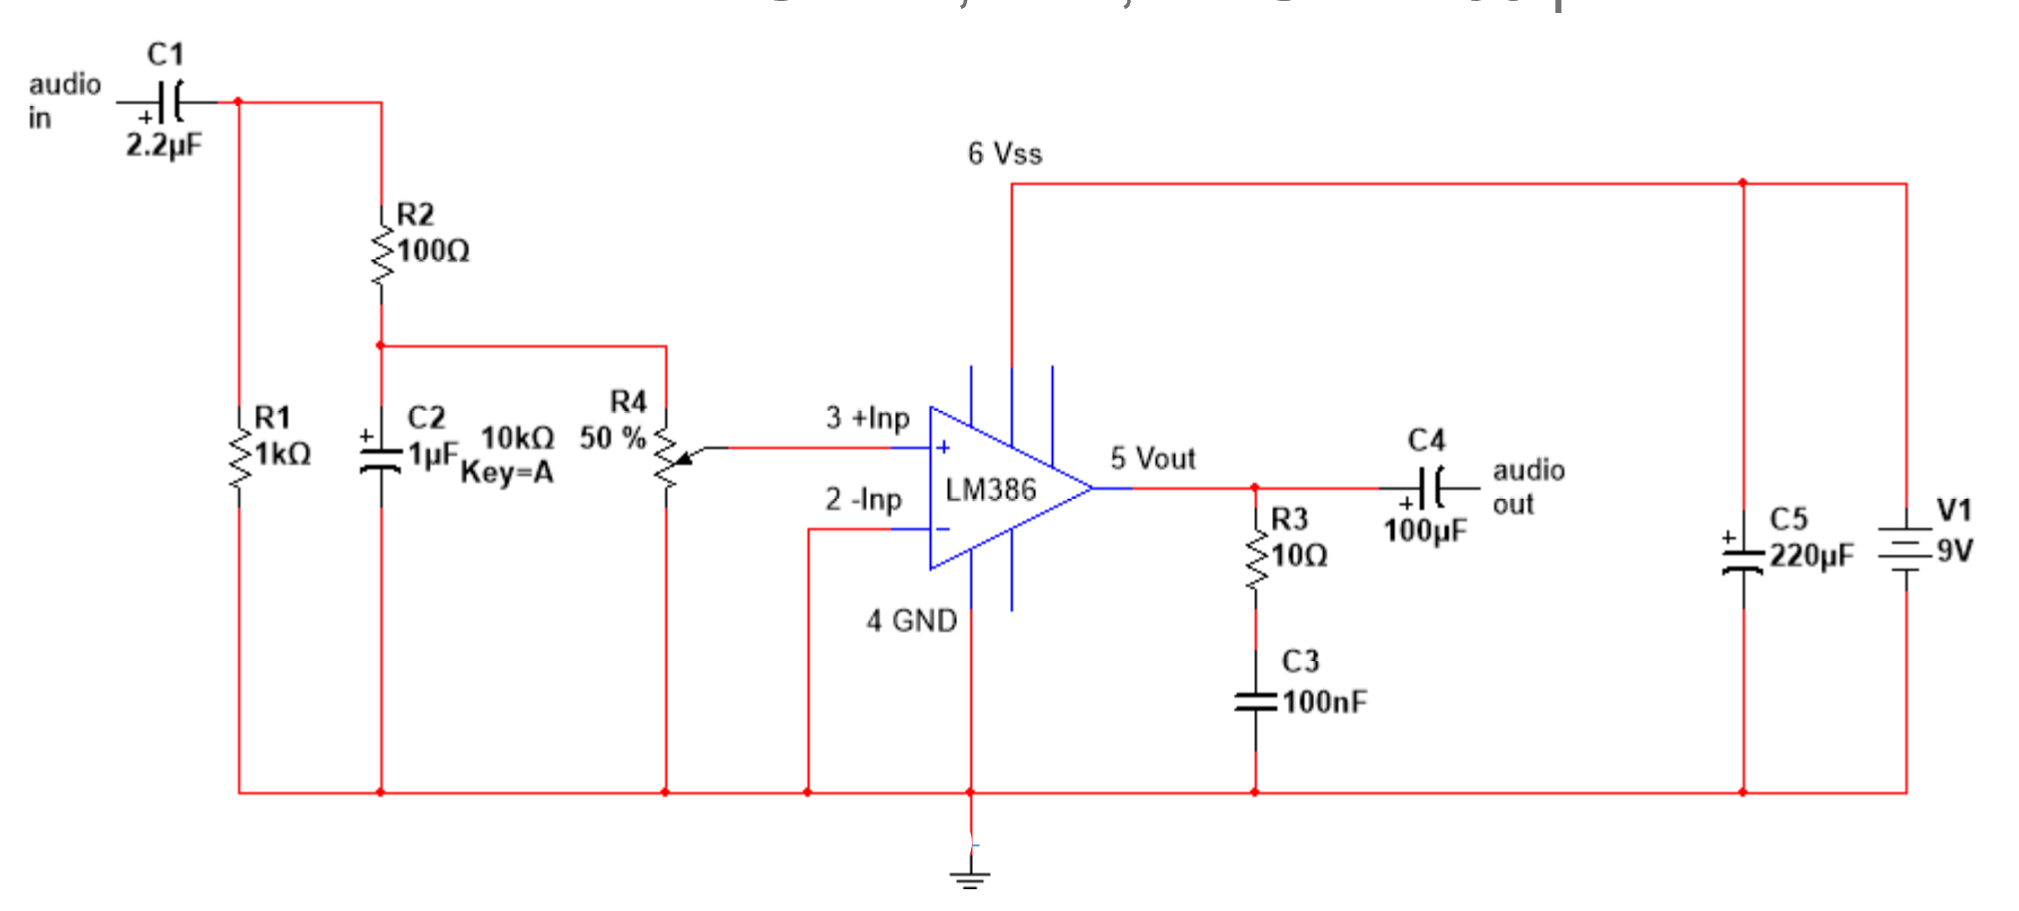 C1
audio
in
+
2.2µF
6 Vss
R2
100Ω
R1
1kΩ
+
C2
1µF
R4
10kΩ 50 %
Key=A
3 +Inp
+
2 -Inp
−
LM386
5 Vout
4 GND
C4
+
100µF
audio
out
R3
10Ω
C3
100nF
+
C5
220µF
V1
9V